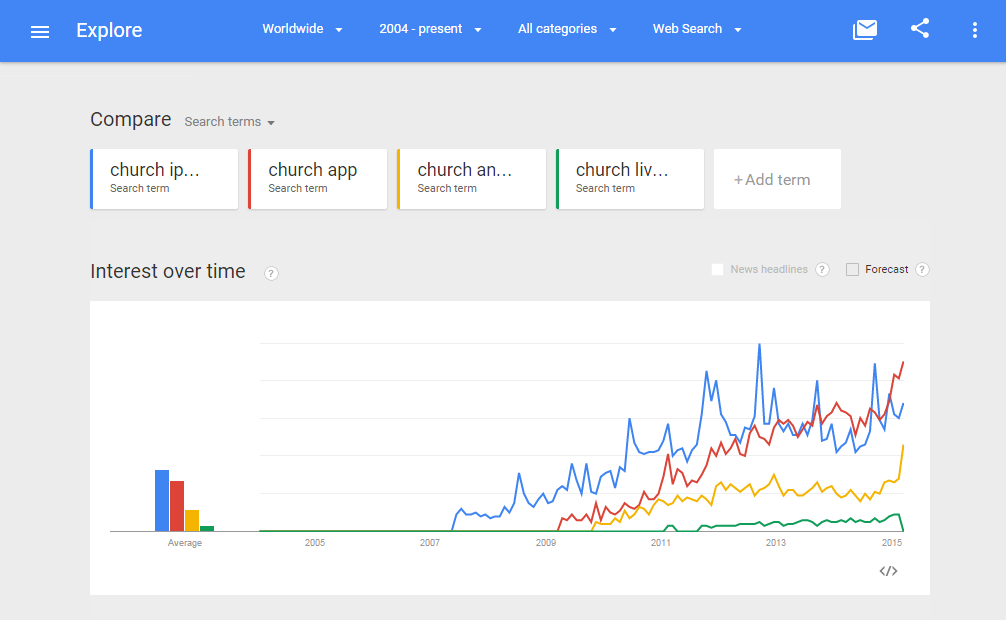 Explore Worldwide 2004 - present All categories Web Search
Compare Search terms
church ip... church app church an... church liv... +Add term
Search term Search term Search term Search term
Interest over time ? News headlines ? Forecast ?
Average 2005 2007 2009 2011 2013 2015
</>